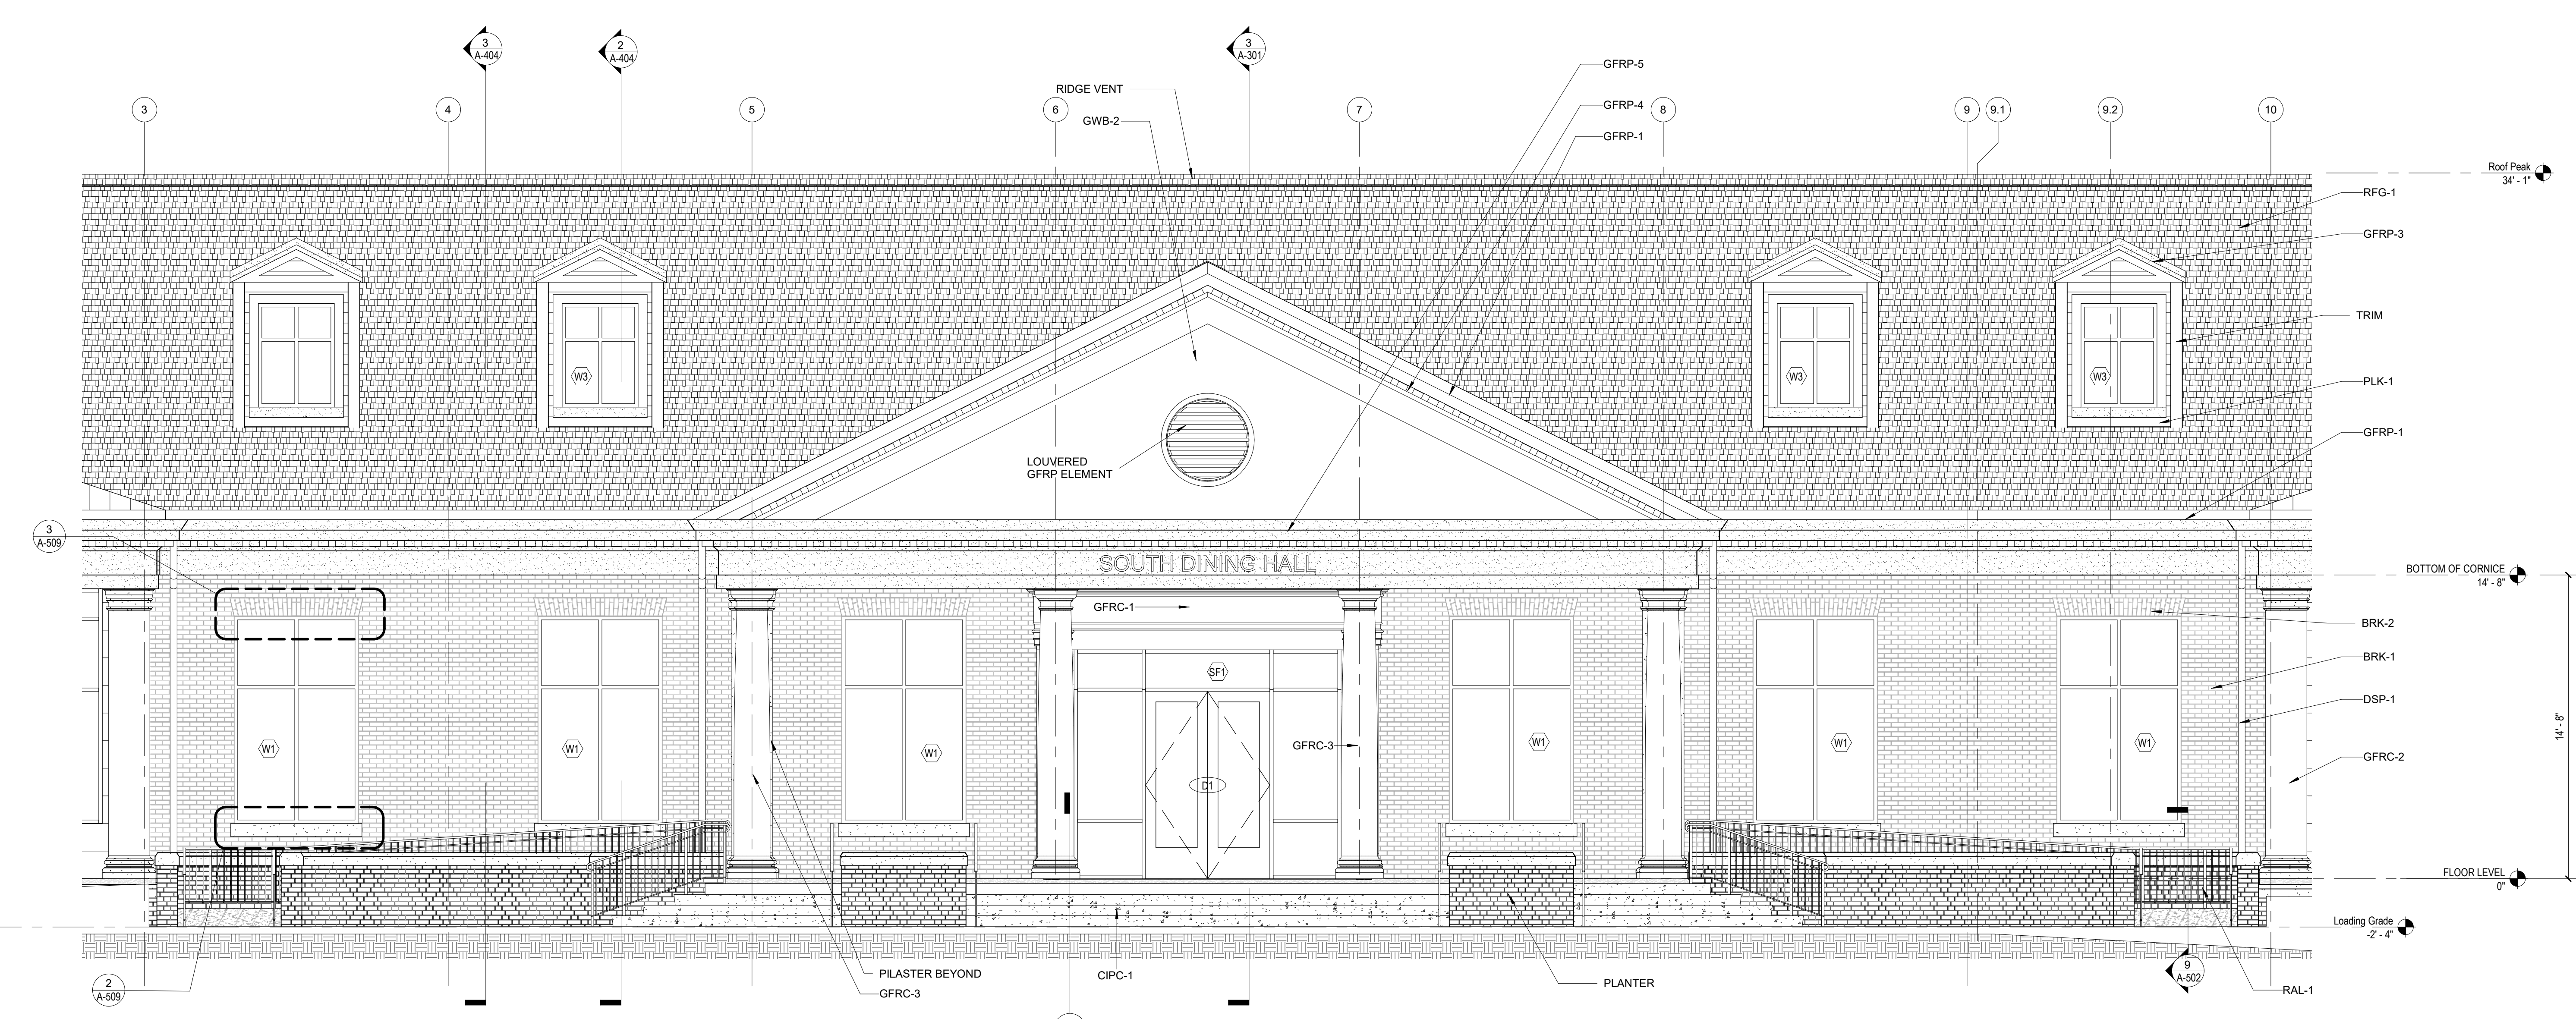 3
A-404
2
A-404
3
A-301
GFRP-5
RIDGE VENT
GFRP-4
3
4
5
6
7
8
9
9.1
9.2
10
GWB-2
GFRP-1
Roof Peak
34' - 1"
RFG-1
GFRP-3
TRIM
W3
W3
W3
PLK-1
GFRP-1
LOUVERED
GFRP ELEMENT
3
A-509
SOUTH DINING HALL
BOTTOM OF CORNICE
14' - 8"
GFRC-1
BRK-2
BRK-1
SF1
DSP-1
14' - 8"
W1
W1
W1
GFRC-3
W1
W1
W1
GFRC-2
D1
FLOOR LEVEL
0"
Loading Grade
-2' - 4"
PILASTER BEYOND
CIPC-1
9
A-502
2
A-509
GFRC-3
PLANTER
RAL-1